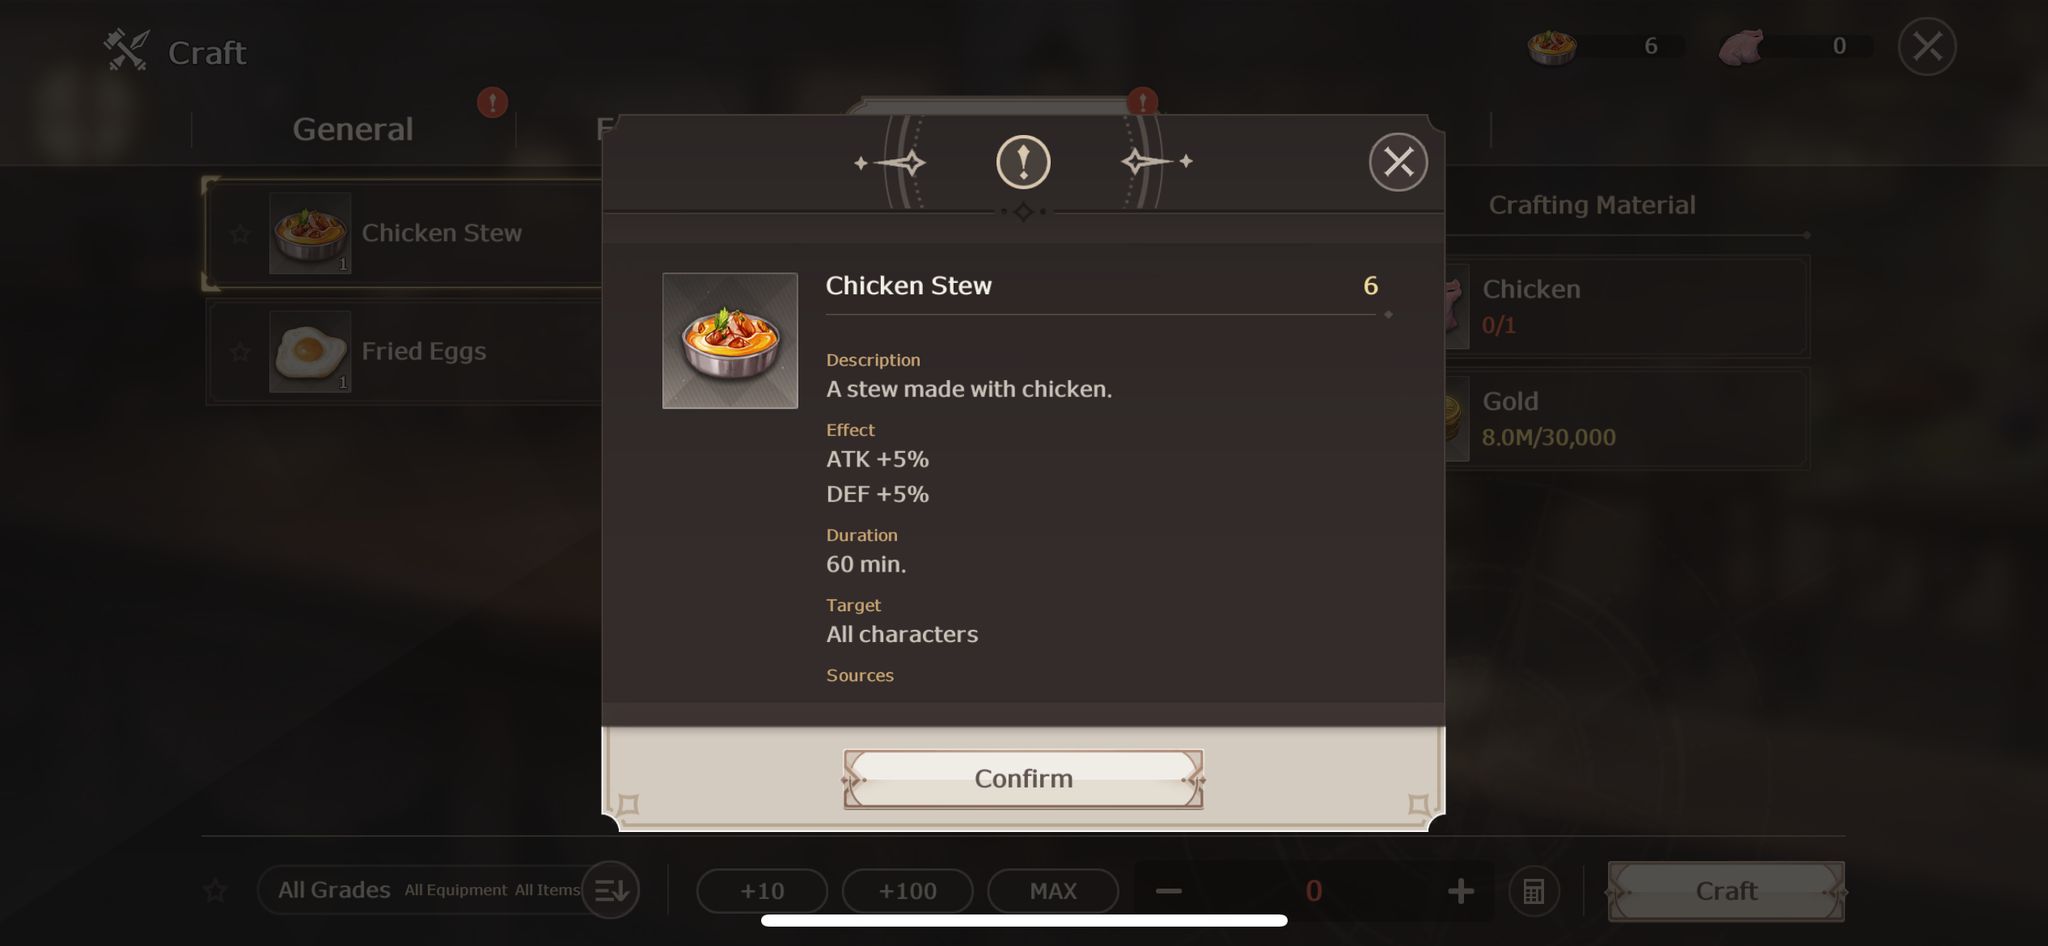 Craft
6
0
General
Chicken Stew
1
Fried Eggs
1
Chicken Stew
6
Description
A stew made with chicken.
Effect
ATK +5%
DEF +5%
Duration
60 min.
Target
All characters
Sources
Confirm
Crafting Material
Chicken
0/1
Gold
8.0M/30,000
All Grades All Equipment All Items
+10
+100
MAX
0
Craft